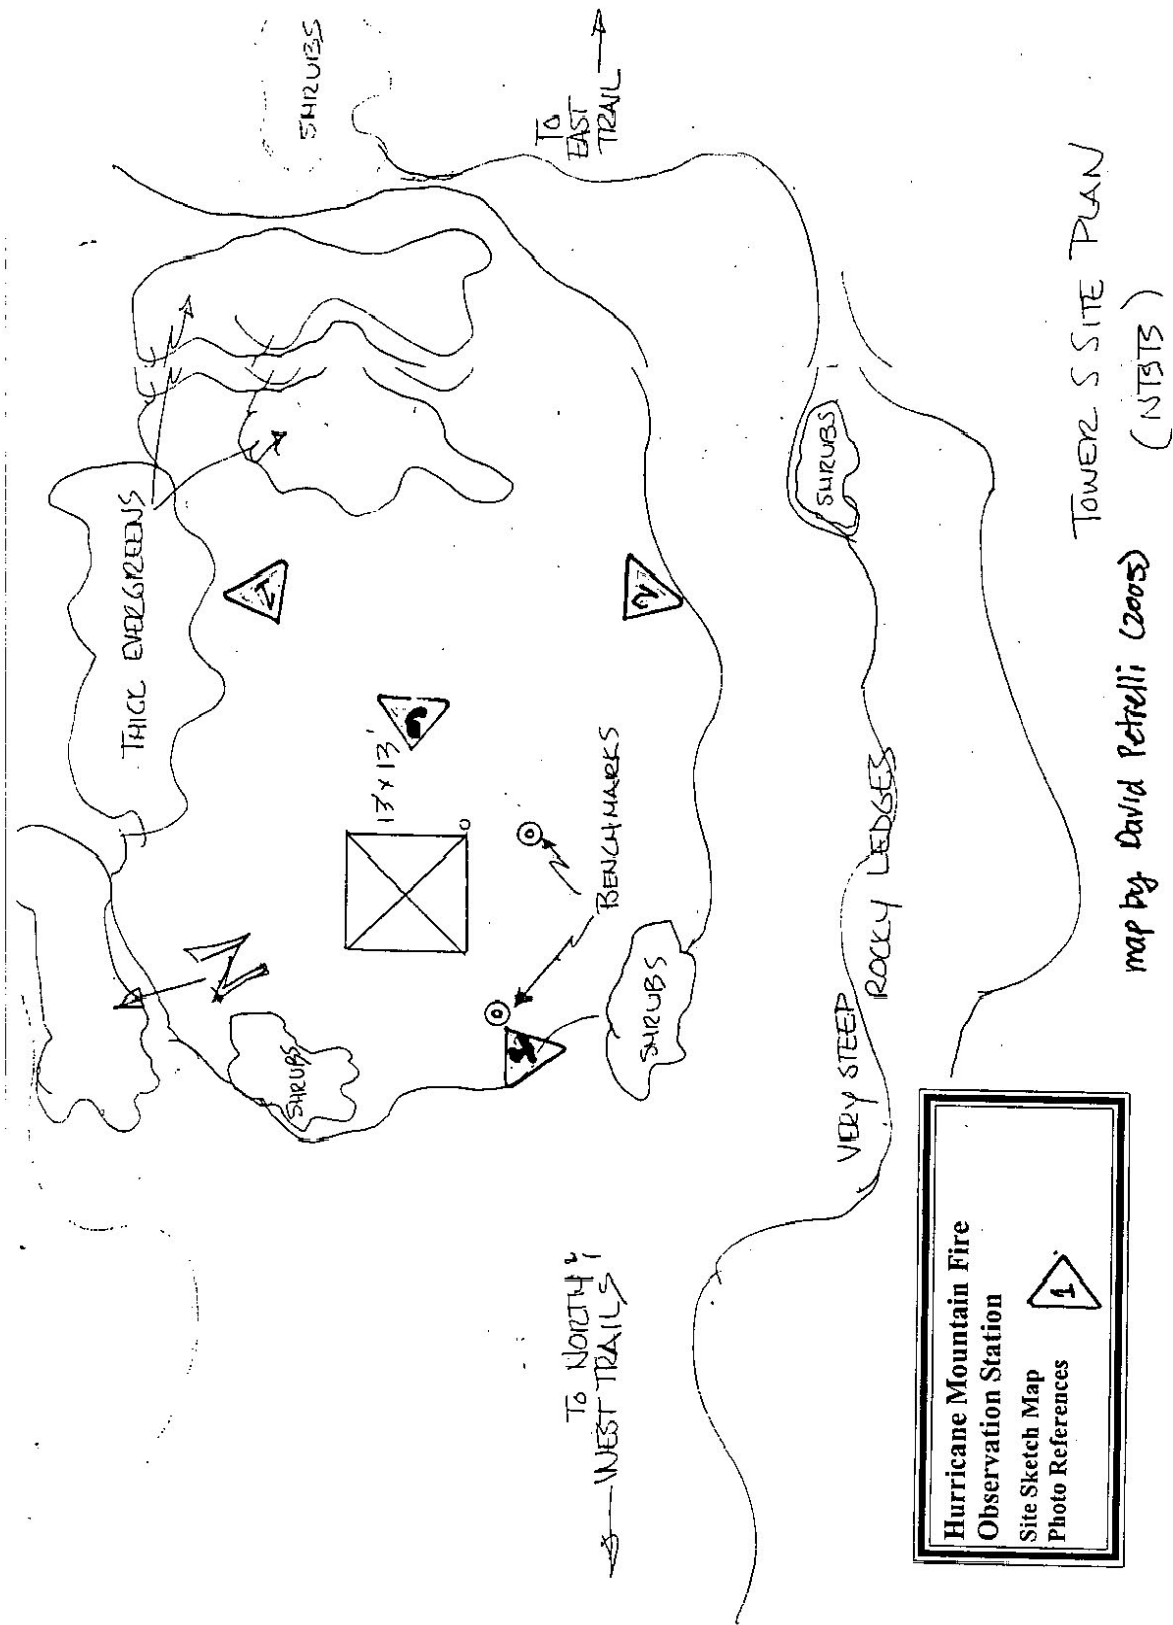 SHRUBS
TO
EAST
TRAIL
THICK EVERGREENS
1
2
3
13'x13'
BENCHMARKS
N
4
SHRUBS
SHRUBS
SHRUBS
VERY STEEP
ROCKY LEDGES
TO NORTH &
WEST TRAILS
TOWER S SITE PLAN
(NTS)
map by David Petrelli (2005)
Hurricane Mountain Fire
Observation Station
Site Sketch Map
Photo References
1